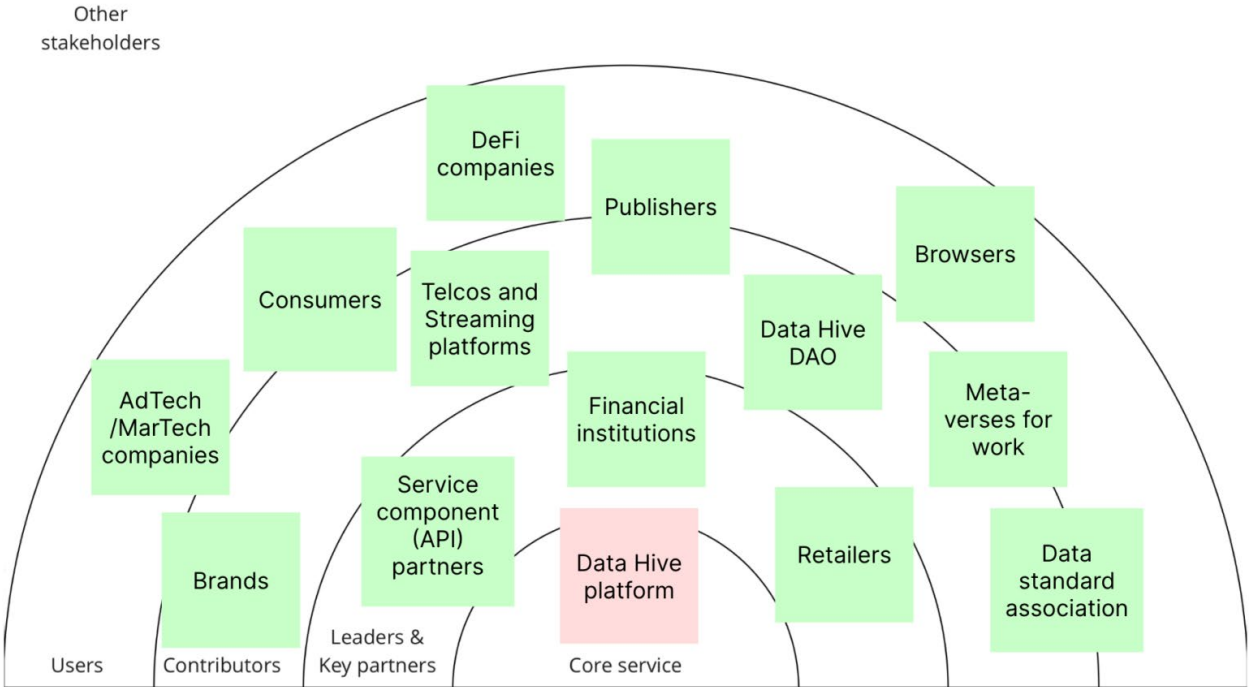 Other
stakeholders
DeFi
companies
Publishers
Browsers
Consumers
Telcos and
Streaming
platforms
Data Hive
DAO
AdTech
/MarTech
companies
Financial
institutions
Meta-
verses for
work
Service
component
(API)
partners
Brands
Data Hive
platform
Retailers
Data
standard
association
Users
Contributors
Leaders &
Key partners
Core service